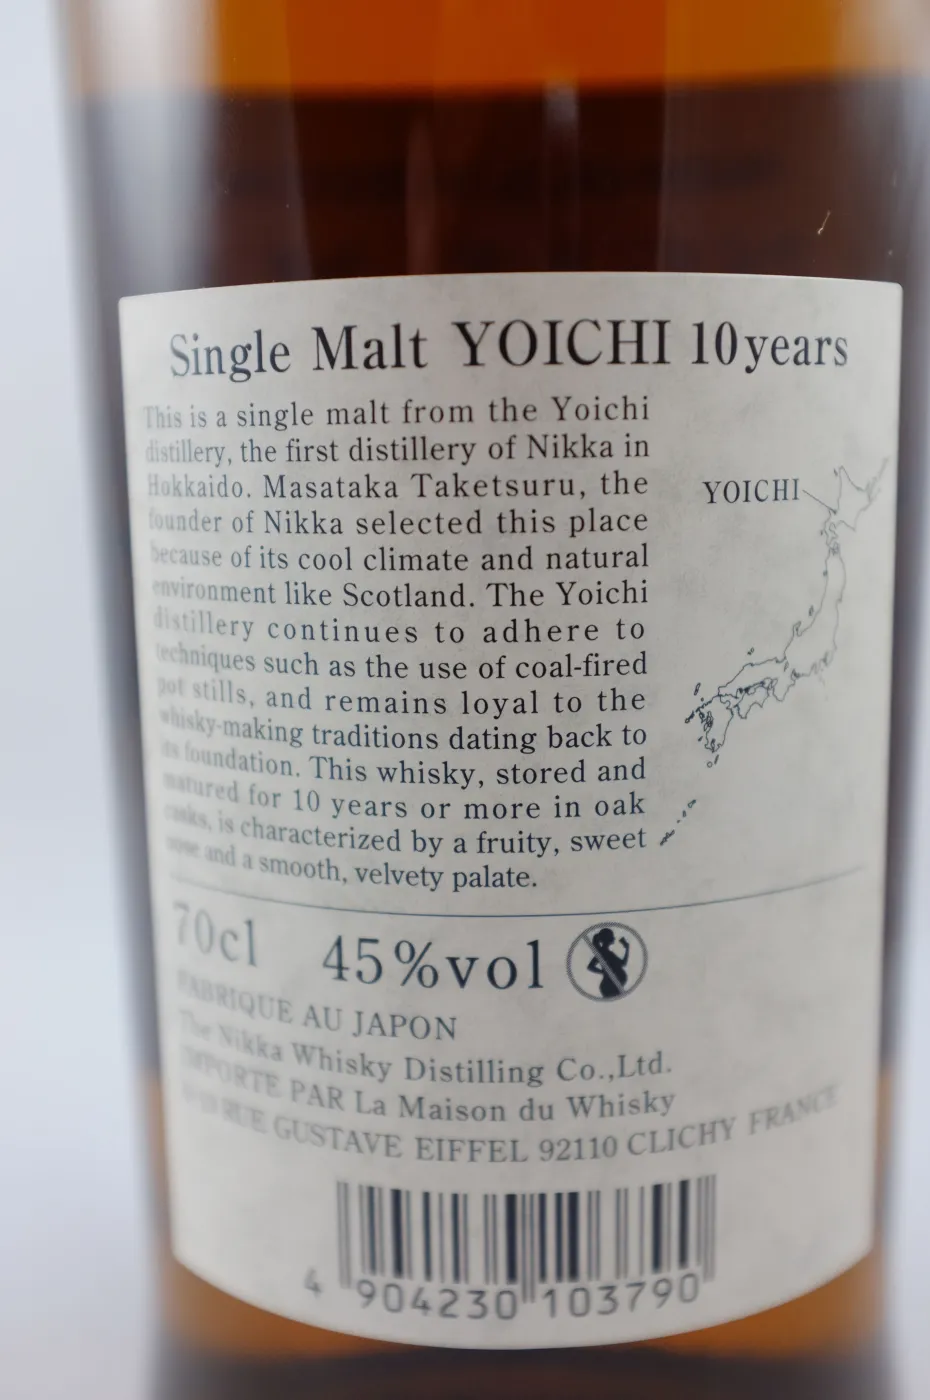 Single Malt YOICHI 10years
This is a single malt from the Yoichi
distillery, the first distillery of Nikka in
Hokkaido. Masataka Taketsuru, the
founder of Nikka selected this place
because of its cool climate and natural
environment like Scotland. The Yoichi
distillery continues to adhere to
techniques such as the use of coal-fired
pot stills, and remains loyal to the
whisky-making traditions dating back to
its foundation. This whisky, stored and
matured for 10 years or more in oak
casks, is characterized by a fruity, sweet
nose and a smooth, velvety palate.
YOICHI
70cl 45%vol
FABRIQUE AU JAPON
The Nikka Whisky Distilling Co.,Ltd.
IMPORTE PAR La Maison du Whisky
RUE GUSTAVE EIFFEL 92110 CLICHY FRANCE
4 904230 103790